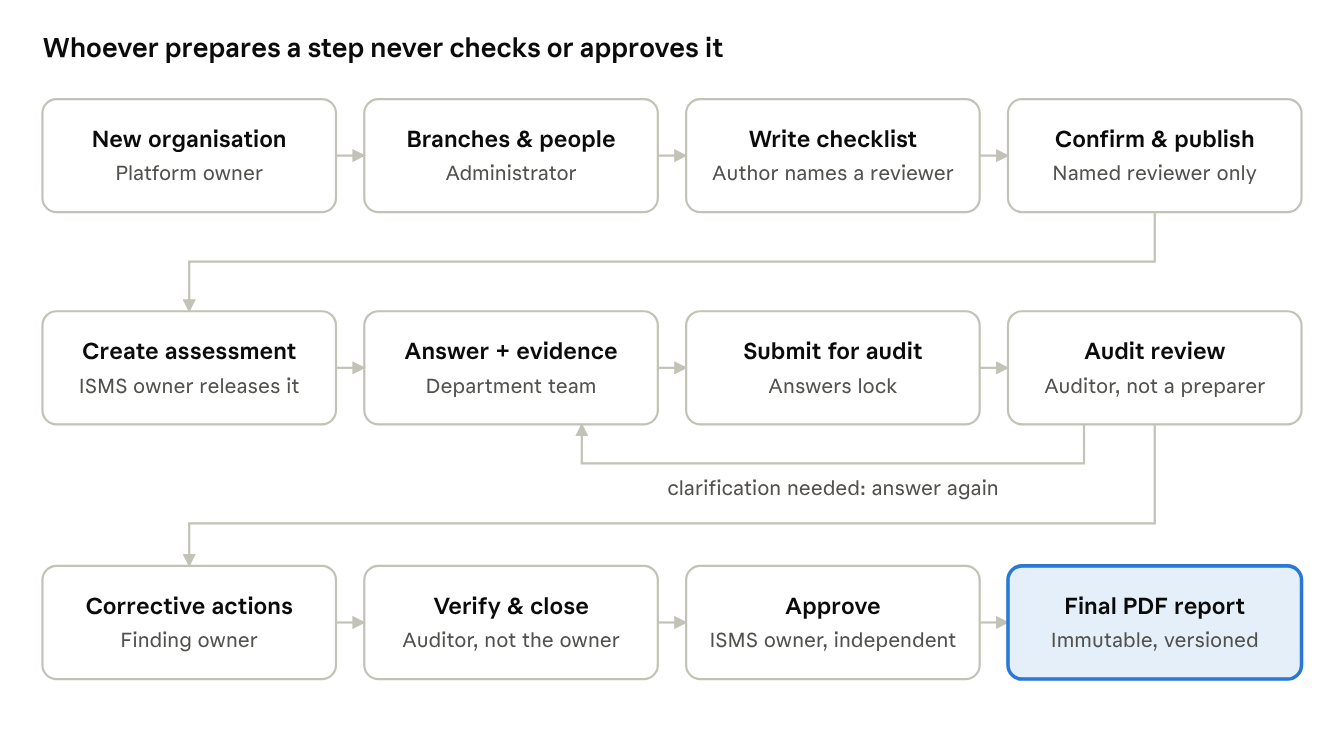 Whoever prepares a step never checks or approves it
New organisation
Platform owner
Branches & people
Administrator
Write checklist
Author names a reviewer
Confirm & publish
Named reviewer only
Create assessment
ISMS owner releases it
Answer + evidence
Department team
Submit for audit
Answers lock
Audit review
Auditor, not a preparer
clarification needed: answer again
Corrective actions
Finding owner
Verify & close
Auditor, not the owner
Approve
ISMS owner, independent
Final PDF report
Immutable, versioned